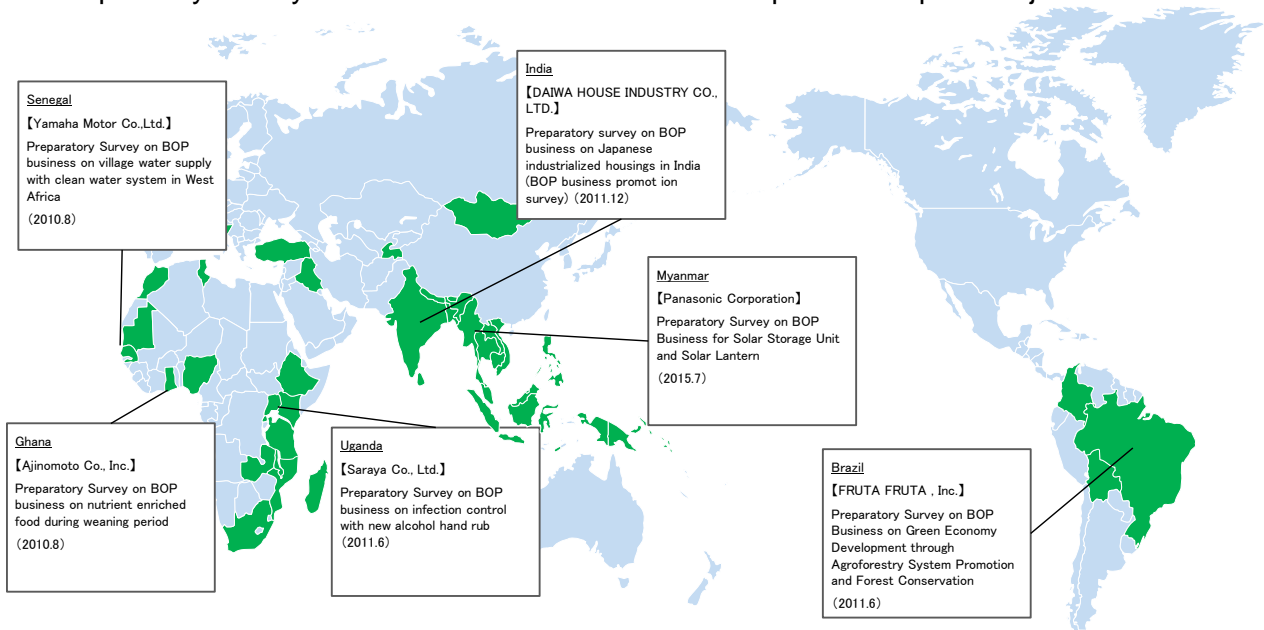 Senegal
【Yamaha Motor Co.,Ltd.】
Preparatory Survey on BOP
business on village water supply
with clean water system in West
Africa
(2010.8)
India
【DAIWA HOUSE INDUSTRY CO.,
LTD.】
Preparatory survey on BOP
business on Japanese
industrialized housings in India
(BOP business promot ion
survey) (2011.12)
Myanmar
【Panasonic Corporation】
Preparatory Survey on BOP
Business for Solar Storage Unit
and Solar Lantern
(2015.7)
Ghana
【Ajinomoto Co., Inc.】
Preparatory Survey on BOP
business on nutrient enriched
food during weaning period
(2010.8)
Uganda
【Saraya Co., Ltd.】
Preparatory Survey on BOP
business on infection control
with new alcohol hand rub
(2011.6)
Brazil
【FRUTA FRUTA , Inc.】
Preparatory Survey on BOP
Business on Green Economy
Development through
Agroforestry System Promotion
and Forest Conservation
(2011.6)